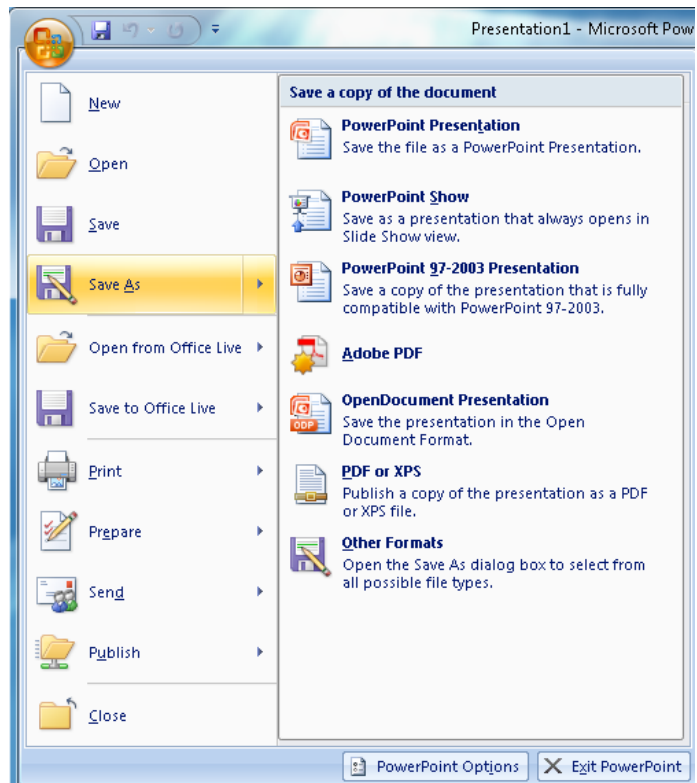 Presentation1 - Microsoft Pow
New
Open
Save
Save As
Open from Office Live
Save to Office Live
Print
Prepare
Send
Publish
Close
Save a copy of the document
PowerPoint Presentation
Save the file as a PowerPoint Presentation.
PowerPoint Show
Save as a presentation that always opens in
Slide Show view.
PowerPoint 97-2003 Presentation
Save a copy of the presentation that is fully
compatible with PowerPoint 97-2003.
Adobe PDF
OpenDocument Presentation
ODP
Save the presentation in the Open
Document Format.
PDF or XPS
Publish a copy of the presentation as a PDF
or XPS file.
Other Formats
Open the Save As dialog box to select from
all possible file types.
PowerPoint Options
Exit PowerPoint